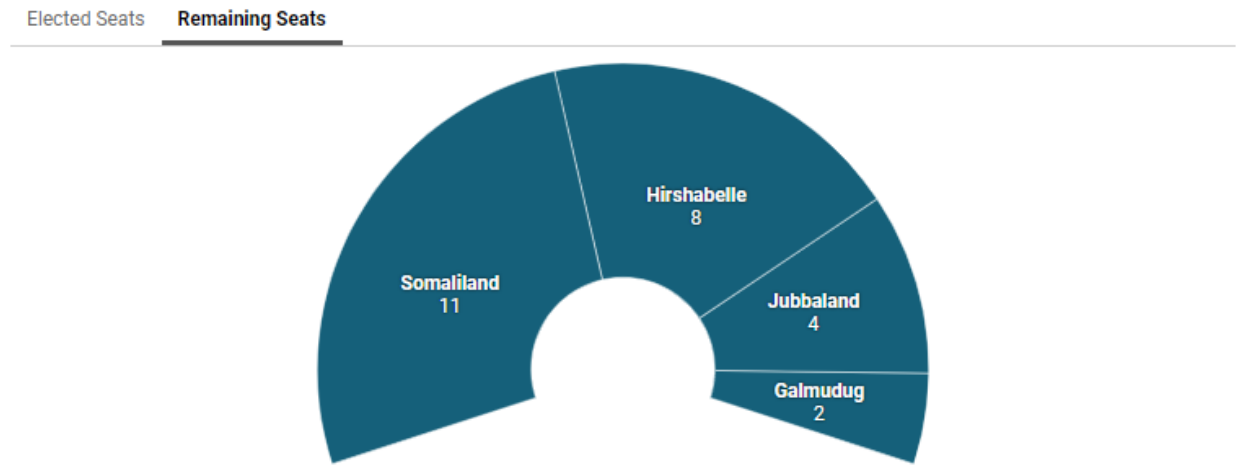 Elected Seats Remaining Seats
Hirshabelle
8
Somaliland
11
Jubbaland
4
Galmudug
2